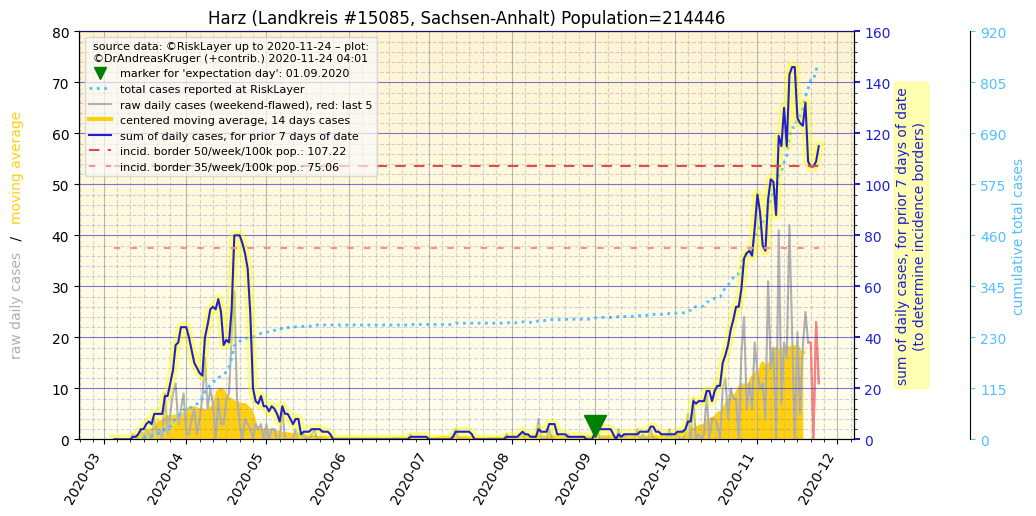 Harz (Landkreis #15085, Sachsen-Anhalt) Population=214446
source data: ©RiskLayer up to 2020-11-24 – plot:
©DrAndreasKruger (+contrib.) 2020-11-24 04:01
marker for 'expectation day': 01.09.2020
total cases reported at RiskLayer
raw daily cases (weekend-flawed), red: last 5
centered moving average, 14 days cases
sum of daily cases, for prior 7 days of date
incid. border 50/week/100k pop.: 107.22
incid. border 35/week/100k pop.: 75.06
raw daily cases / moving average
80
70
60
50
40
30
20
10
0
160
140
120
100
80
60
40
20
0
sum of daily cases, for prior 7 days of date
(to determine incidence borders)
920
805
690
575
460
345
230
115
0
cumulative total cases
2020-03
2020-04
2020-05
2020-06
2020-07
2020-08
2020-09
2020-10
2020-11
2020-12